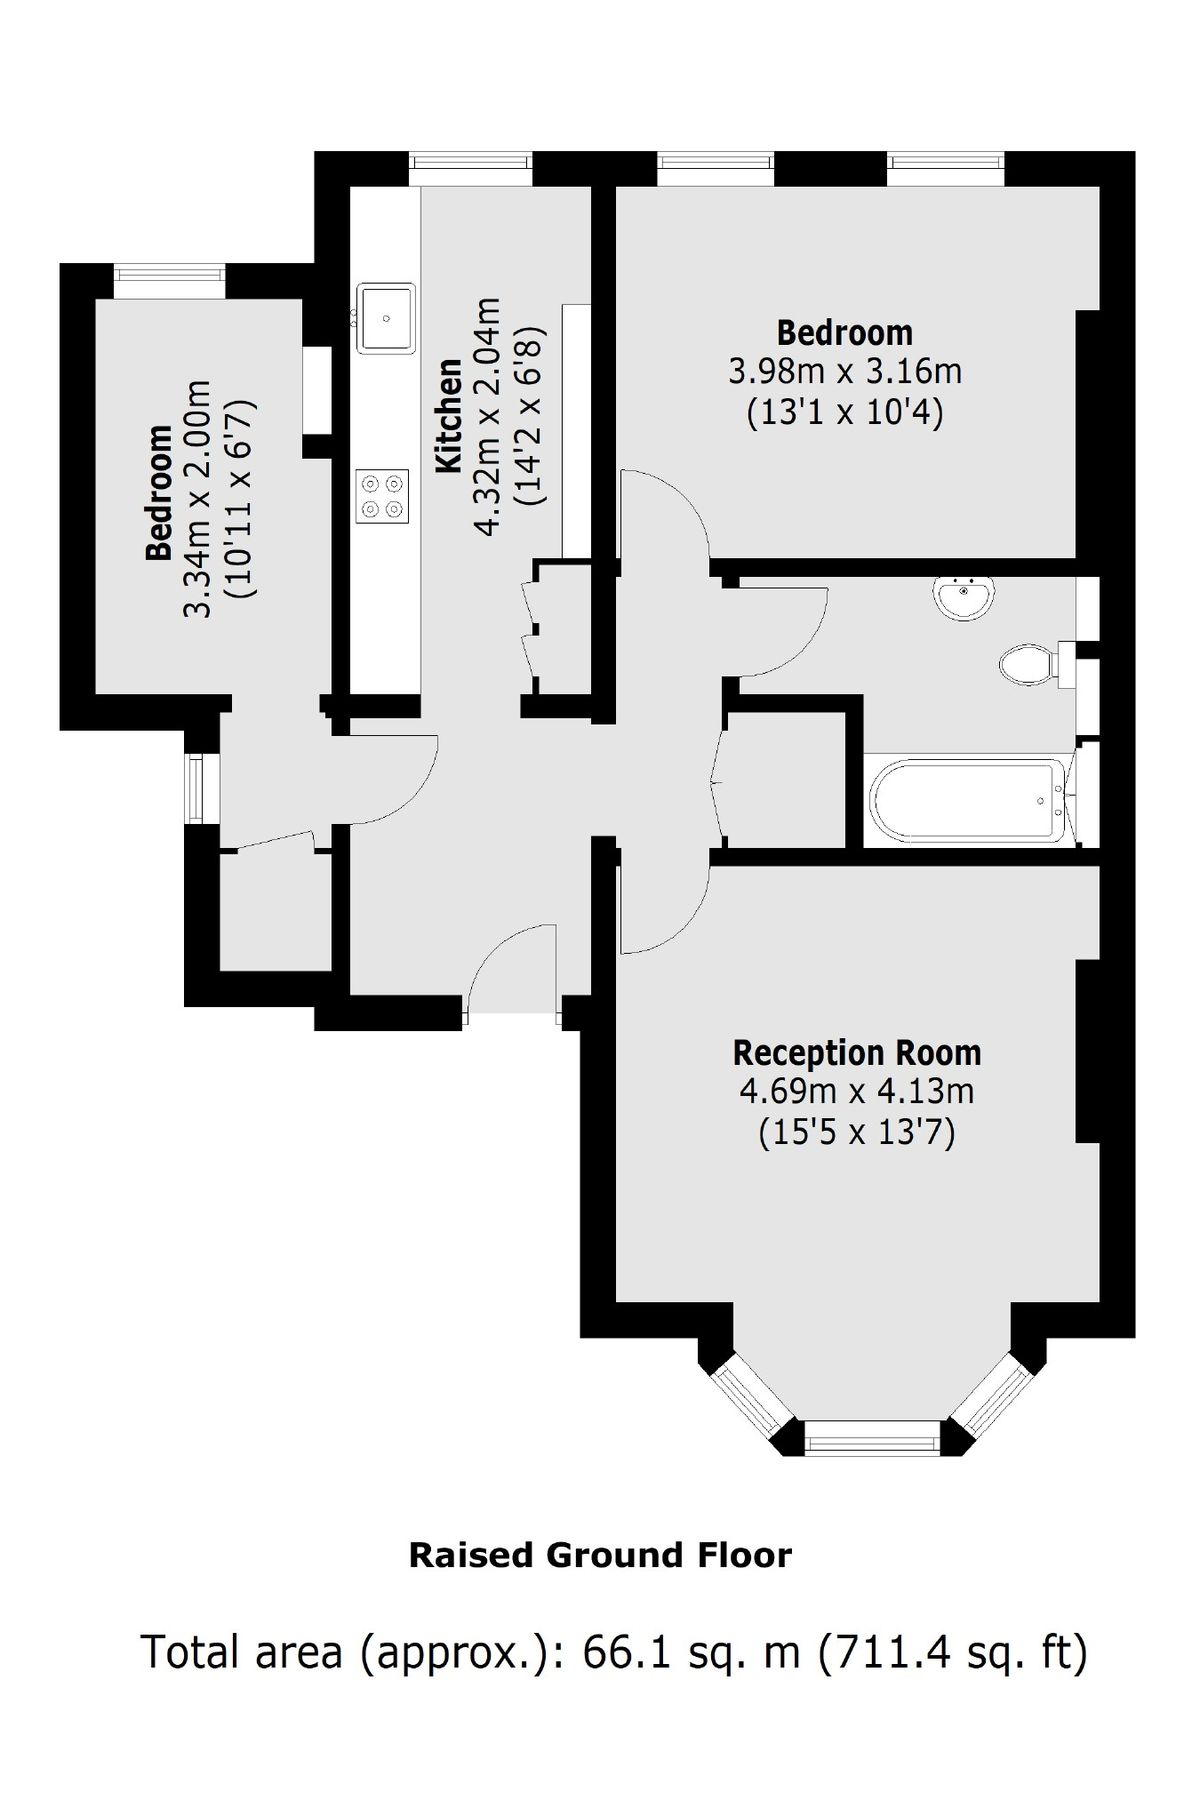 Bedroom
3.34m x 2.00m
(10'11 x 6'7)
Kitchen
4.32m x 2.04m
(14'2 x 6'8)
Bedroom
3.98m x 3.16m
(13'1 x 10'4)
Reception Room
4.69m x 4.13m
(15'5 x 13'7)
Raised Ground Floor
Total area (approx.): 66.1 sq. m (711.4 sq. ft)